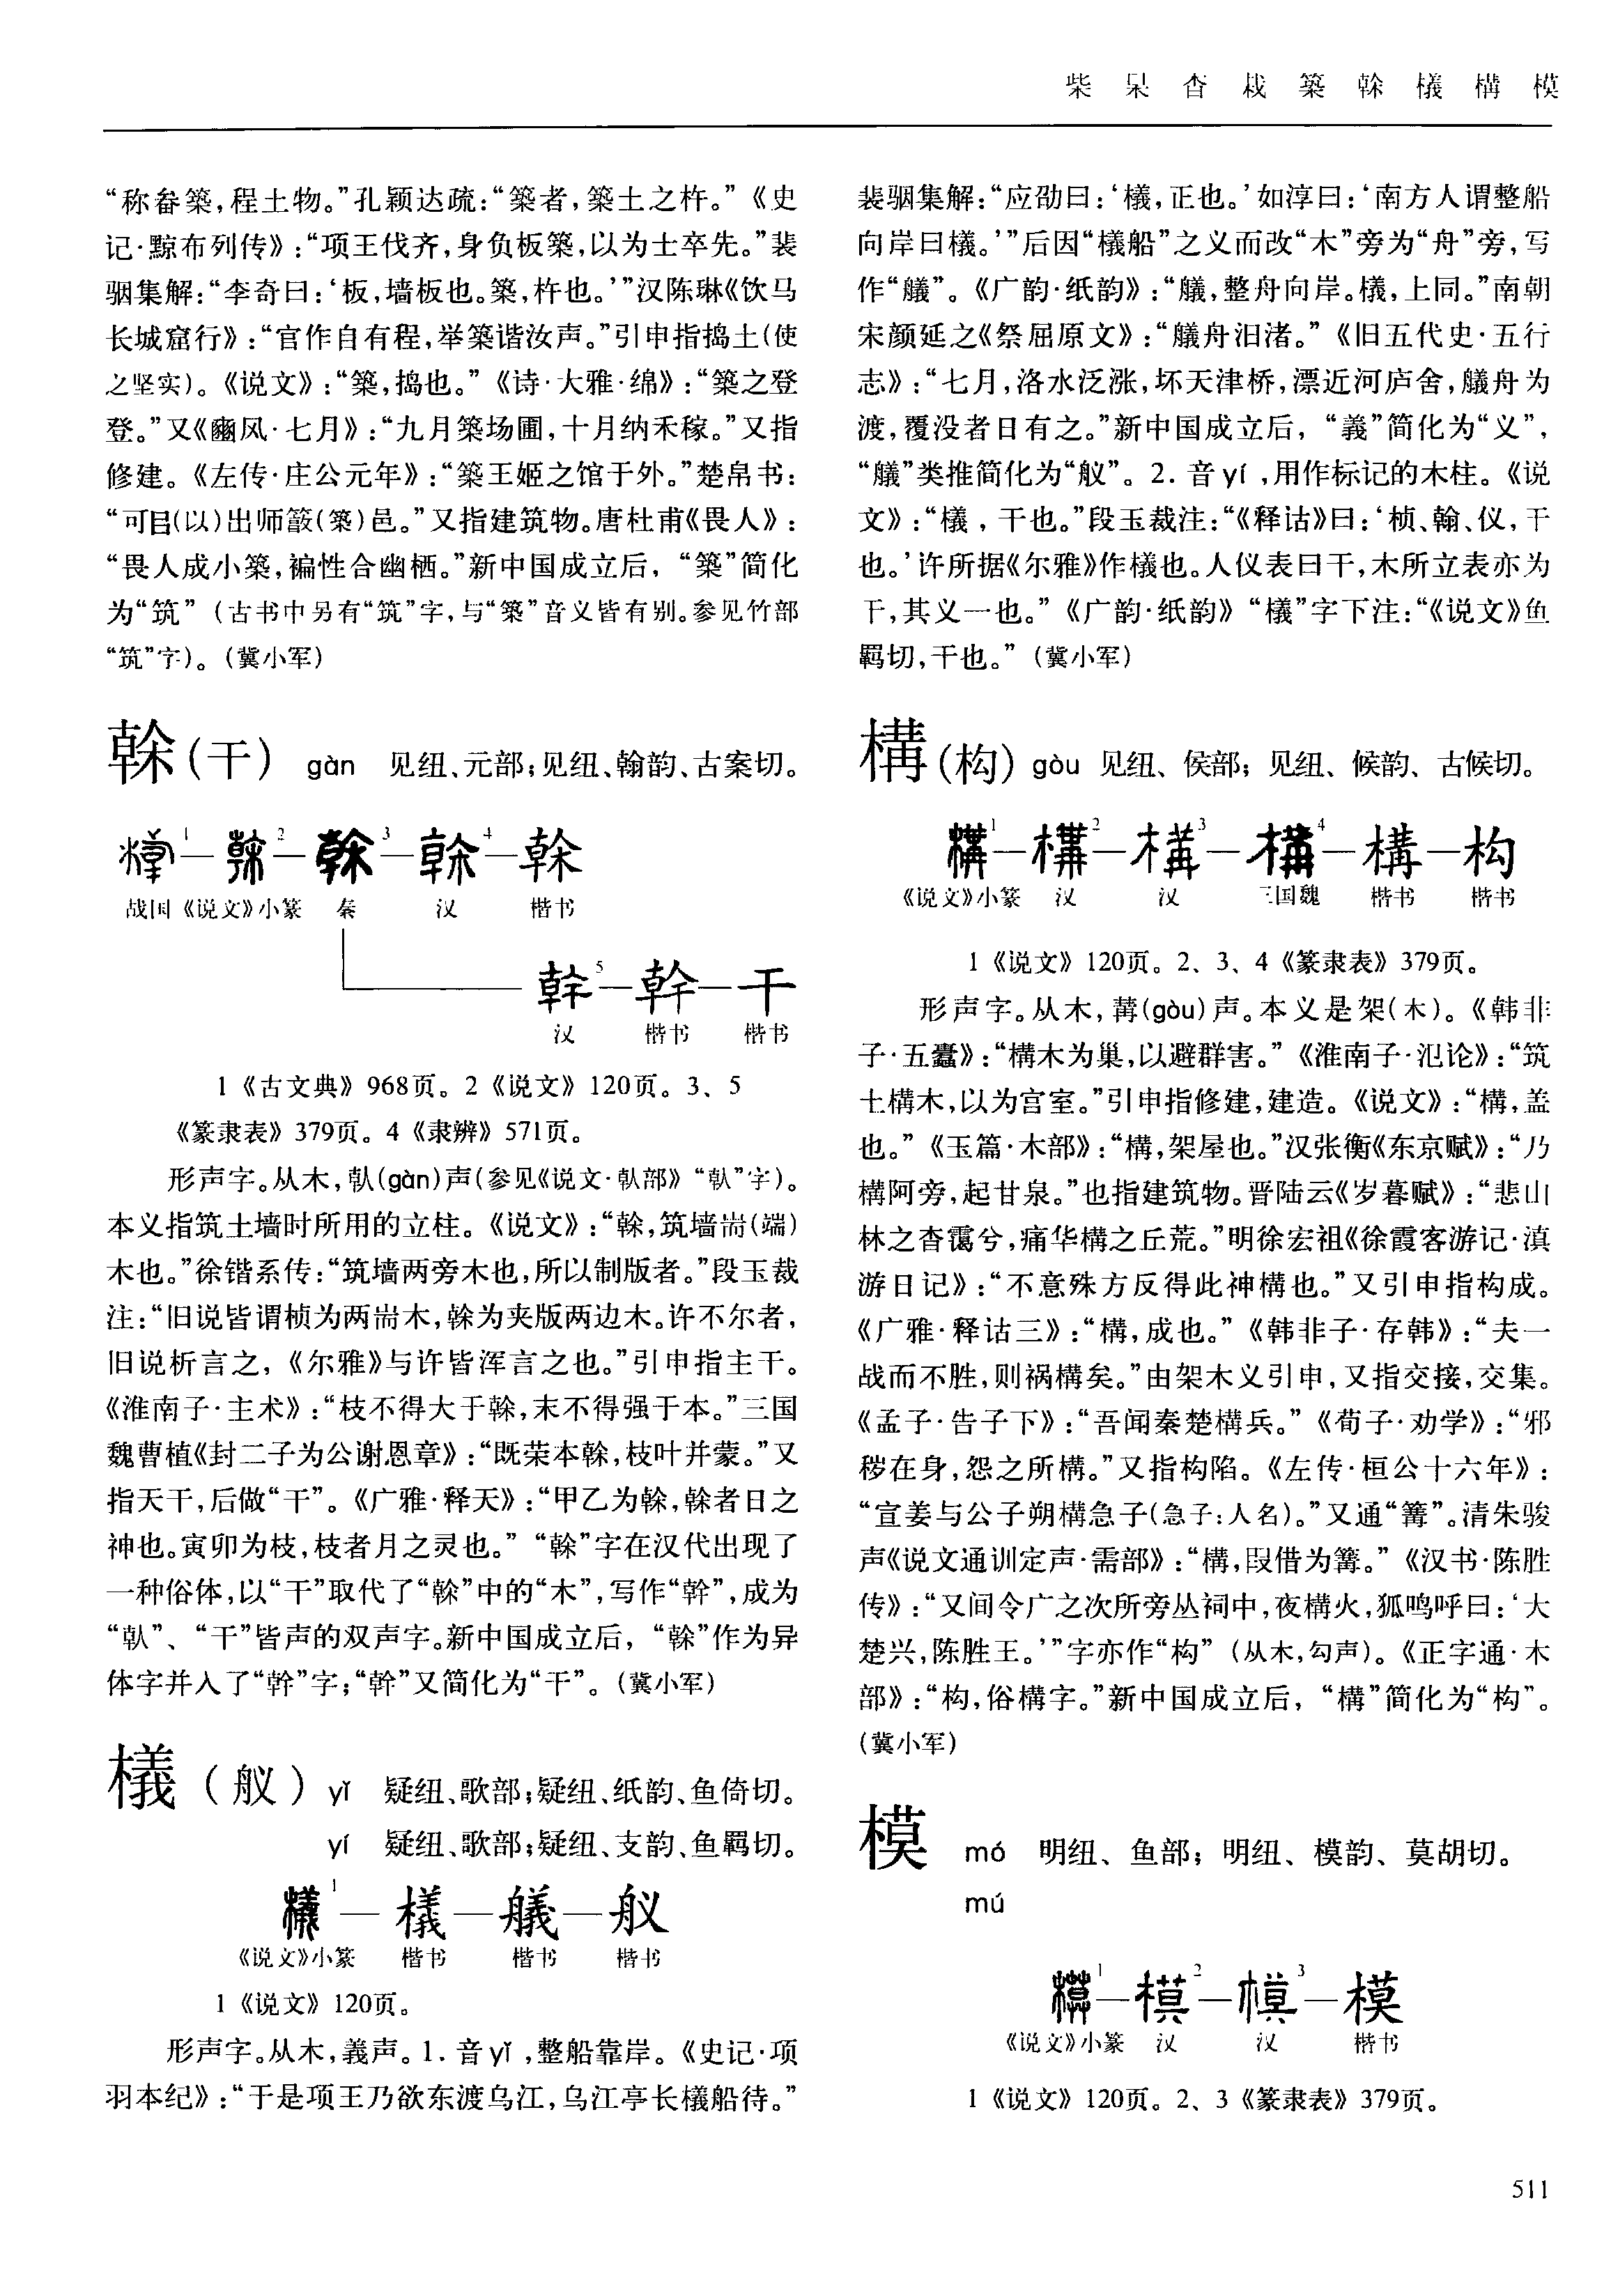 柴 杲 杳 栽 築 榦 檥 構 模
“称畚築,程土物。”孔颖达疏:“築者,築土之杵。”《史
记·黥布列传》:“项王伐齐,身负板築,以为士卒先。”裴
骃集解:“李奇曰:‘板,墙板也。築,杵也。’”汉陈琳《饮马
长城窟行》:“官作自有程,举築谐汝声。”引申指捣土(使
之坚实)。《说文》:“築,捣也。”《诗·大雅·绵》:“築之登
登。”又《豳风·七月》:“九月築场圃,十月纳禾稼。”又指
修建。《左传·庄公元年》:“築王姬之馆于外。”楚帛书:
“可㠯(以)出师簌(築)邑。”又指建筑物。唐杜甫《畏人》:
“畏人成小築,褊性合幽栖。”新中国成立后,“築”简化
为“筑”(古书中另有“筑”字,与“築”音义皆有别。参见竹部
“筑”字)。(冀小军)
榦(干) gàn 见纽、元部;见纽、翰韵、古案切。
1 — 2 — 榦3 — 榦4 — 榦
战国 《说文》小篆 秦 汉 楷书
幹5 — 幹 — 干
汉 楷书 楷书
1《古文典》968页。2《说文》120页。3、5
《篆隶表》379页。4《隶辨》571页。
形声字。从木,倝(gàn)声(参见《说文·倝部》“倝”字)。
本义指筑土墙时所用的立柱。《说文》:“榦,筑墙耑(端)
木也。”徐锴系传:“筑墙两旁木也,所以制版者。”段玉裁
注:“旧说皆谓桢为两耑木,榦为夹版两边木。许不尔者,
旧说析言之,《尔雅》与许皆浑言之也。”引申指主干。
《淮南子·主术》:“枝不得大于榦,末不得强于本。”三国
魏曹植《封二子为公谢恩章》:“既荣本榦,枝叶并蒙。”又
指天干,后做“干”。《广雅·释天》:“甲乙为榦,榦者日之
神也。寅卯为枝,枝者月之灵也。”“榦”字在汉代出现了
一种俗体,以“干”取代了“榦”中的“木”,写作“幹”,成为
“倝”、“干”皆声的双声字。新中国成立后,“榦”作为异
体字并入了“幹”字;“幹”又简化为“干”。(冀小军)
檥(舣) yǐ 疑纽、歌部;疑纽、纸韵、鱼倚切。
yí 疑纽、歌部;疑纽、支韵、鱼羁切。
檥1 — 檥 — 艤 — 舣
《说文》小篆 楷书 楷书 楷书
1《说文》120页。
形声字。从木,義声。1. 音yǐ,整船靠岸。《史记·项
羽本纪》:“于是项王乃欲东渡乌江,乌江亭长檥船待。”
裴骃集解:“应劭曰:‘檥,正也。’如淳曰:‘南方人谓整船
向岸曰檥。’”后因“檥船”之义而改“木”旁为“舟”旁,写
作“艤”。《广韵·纸韵》:“艤,整舟向岸。檥,上同。”南朝
宋颜延之《祭屈原文》:“艤舟汨渚。”《旧五代史·五行
志》:“七月,洛水泛涨,坏天津桥,漂近河庐舍,艤舟为
渡,覆没者日有之。”新中国成立后,“義”简化为“义”,
“艤”类推简化为“舣”。2. 音yí,用作标记的木柱。《说
文》:“檥,干也。”段玉裁注:“《释诂》曰:‘桢、翰、仪,干
也。’许所据《尔雅》作檥也。人仪表曰干,木所立表亦为
干,其义一也。”《广韵·纸韵》“檥”字下注:“《说文》鱼
羁切,干也。”(冀小军)
構(构) gòu 见纽、侯部;见纽、候韵、古候切。
構1 — 構2 — 構3 — 構4 — 構 — 构
《说文》小篆 汉 汉 三国魏 楷书 楷书
1《说文》120页。2、3、4《篆隶表》379页。
形声字。从木,冓(gòu)声。本义是架(木)。《韩非
子·五蠹》:“構木为巢,以避群害。”《淮南子·氾论》:“筑
土構木,以为宫室。”引申指修建,建造。《说文》:“構,盖
也。”《玉篇·木部》:“構,架屋也。”汉张衡《东京赋》:“乃
構阿旁,起甘泉。”也指建筑物。晋陆云《岁暮赋》:“悲山
林之杳霭兮,痛华構之丘荒。”明徐宏祖《徐霞客游记·滇
游日记》:“不意殊方反得此神構也。”又引申指构成。
《广雅·释诂三》:“構,成也。”《韩非子·存韩》:“夫一
战而不胜,则祸構矣。”由架木义引申,又指交接,交集。
《孟子·告子下》:“吾闻秦楚構兵。”《荀子·劝学》:“邪
秽在身,怨之所構。”又指构陷。《左传·桓公十六年》:
“宣姜与公子朔構急子(急子:人名)。”又通“篝”。清朱骏
声《说文通训定声·需部》:“構,叚借为篝。”《汉书·陈胜
传》:“又间令广之次所旁丛祠中,夜構火,狐鸣呼曰:‘大
楚兴,陈胜王。’”字亦作“构”(从木,勾声)。《正字通·木
部》:“构,俗構字。”新中国成立后,“構”简化为“构”。
(冀小军)
模 mó 明纽、鱼部;明纽、模韵、莫胡切。
mú
模1 — 模2 — 模3 — 模
《说文》小篆 汉 汉 楷书
1《说文》120页。2、3《篆隶表》379页。
511